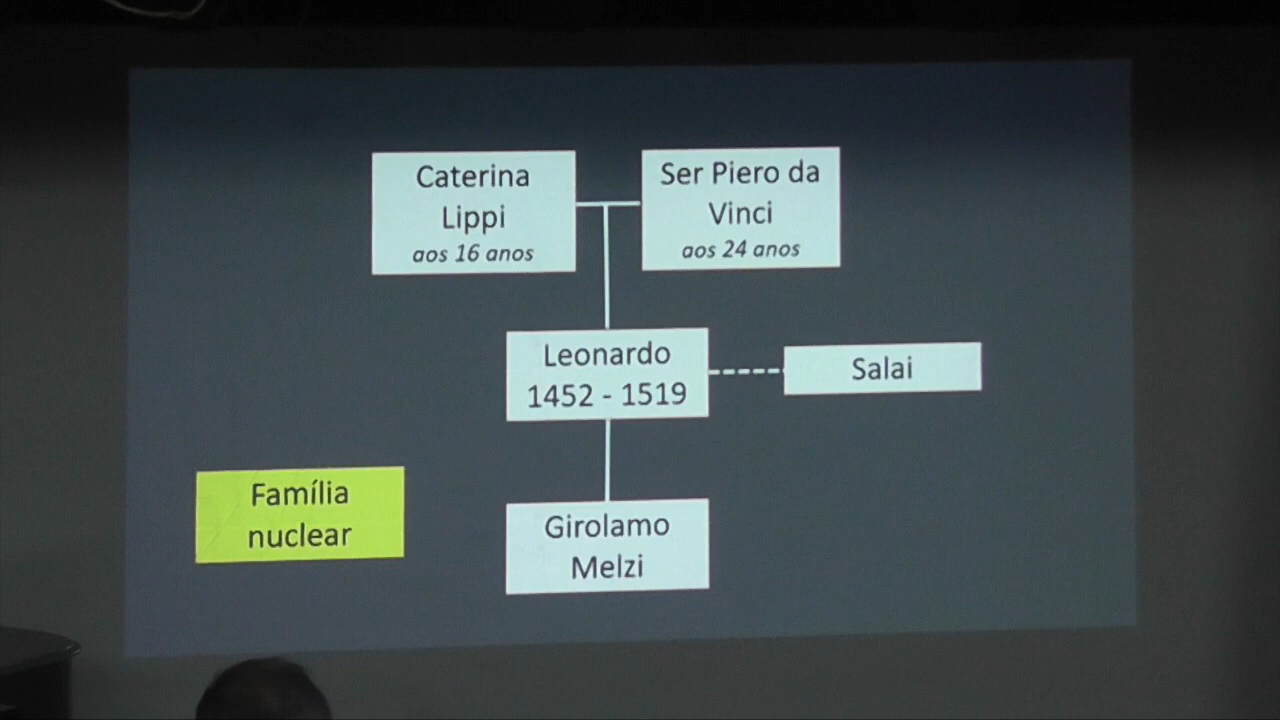 Caterina
Lippi
aos 16 anos
Ser Piero da
Vinci
aos 24 anos
Leonardo
1452 - 1519
Salai
Família
nuclear
Girolamo
Melzi